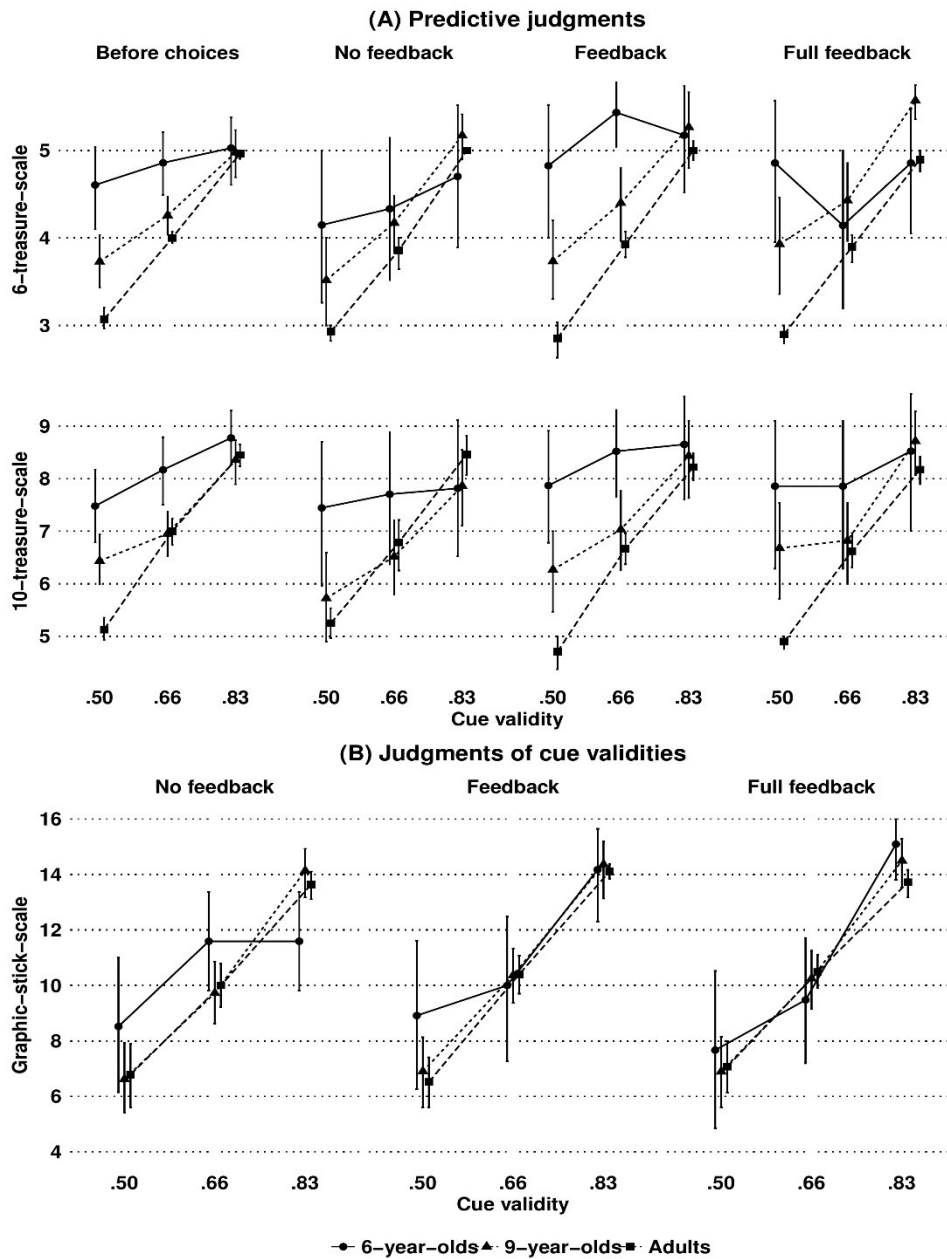 (A) Predictive judgments
Before choices No feedback Feedback Full feedback
6−treasure−scale
5
4
3
10−treasure−scale
9
8
7
6
5
.50 .66 .83 .50 .66 .83 .50 .66 .83 .50 .66 .83
Cue validity
(B) Judgments of cue validities
No feedback Feedback Full feedback
Graphic−stick−scale
16
14
12
10
8
6
4
.50 .66 .83 .50 .66 .83 .50 .66 .83
Cue validity
6−year−olds 9−year−olds Adults